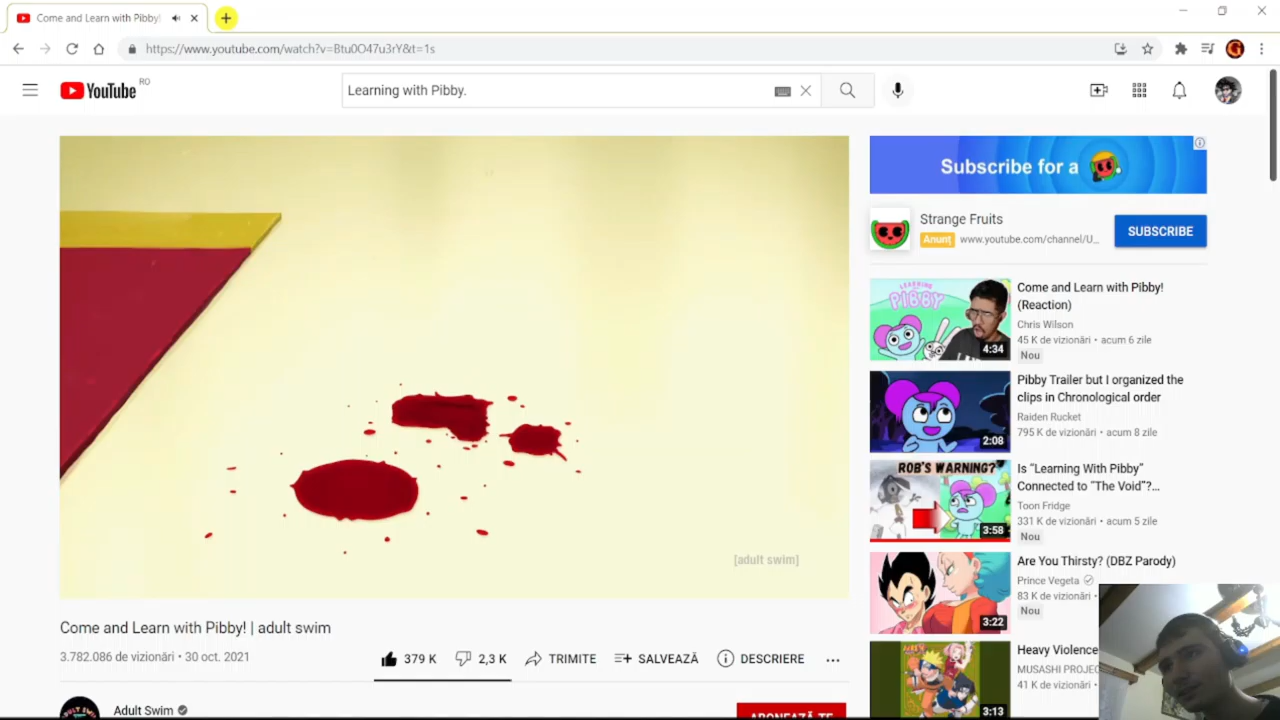 Come and Learn with Pibby!
https://www.youtube.com/watch?v=Btu0O47u3rY&t=1s
YouTube RO
Learning with Pibby.
[adult swim]
Come and Learn with Pibby! | adult swim
3.782.086 de vizionări • 30 oct. 2021
379 K
2,3 K
TRIMITE
SALVEAZĂ
DESCRIERE
Adult Swim
ABONEAZĂ-TE
Subscribe for a
Strange Fruits
Anunț www.youtube.com/channel/U...
SUBSCRIBE
LEARNING
PIBBY
4:34
Come and Learn with Pibby!
(Reaction)
Chris Wilson
45 K de vizionări • acum 6 zile
Nou
2:08
Pibby Trailer but I organized the
clips in Chronological order
Raiden Rucket
795 K de vizionări • acum 8 zile
ROB'S WARNING?
3:58
Is “Learning With Pibby”
Connected to “The Void”?...
Toon Fridge
331 K de vizionări • acum 5 zile
Nou
3:22
Are You Thirsty? (DBZ Parody)
Prince Vegeta
83 K de vizionări
Nou
3:13
Heavy Violence
MUSASHI PROJEC
41 K de vizionări